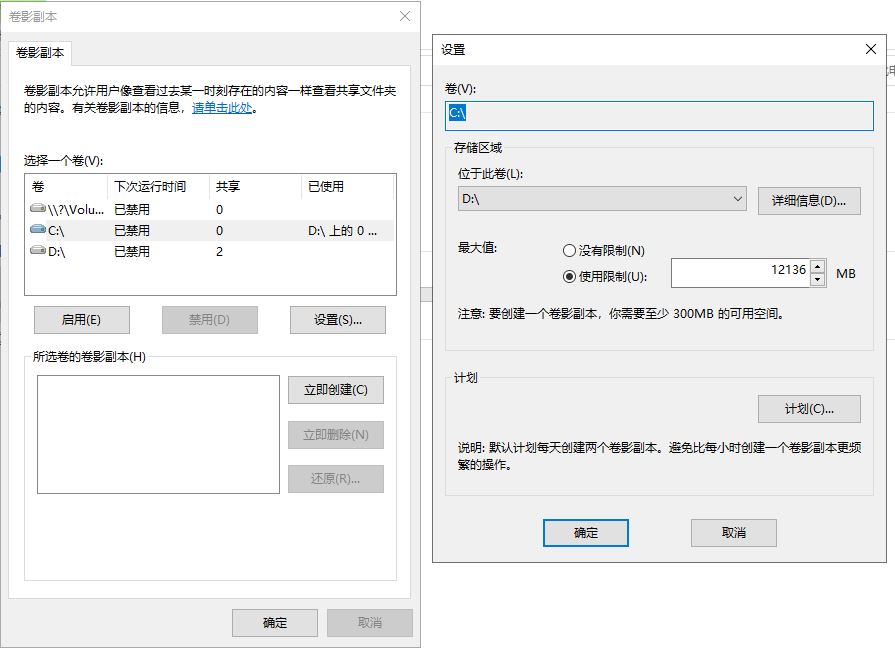 卷影副本
卷影副本
卷影副本允许用户像查看过去某一时刻存在的内容一样查看共享文件夹
的内容。有关卷影副本的信息，请单击此处。
选择一个卷(V):
卷 下次运行时间 共享 已使用
\\?\Volu... 已禁用 0
C:\ 已禁用 0 D:\ 上的 0 ...
D:\ 已禁用 2
启用(E) 禁用(D) 设置(S)...
所选卷的卷影副本(H)
立即创建(C)
立即删除(N)
还原(R)...
确定 取消
设置
卷(V):
C:\
存储区域
位于此卷(L):
D:\ 详细信息(D)...
最大值: 没有限制(N)
使用限制(U): 12136 MB
注意: 要创建一个卷影副本，你需要至少 300MB 的可用空间。
计划
计划(C)...
说明: 默认计划每天创建两个卷影副本。避免比每小时创建一个卷影副本更频
繁的操作。
确定 取消